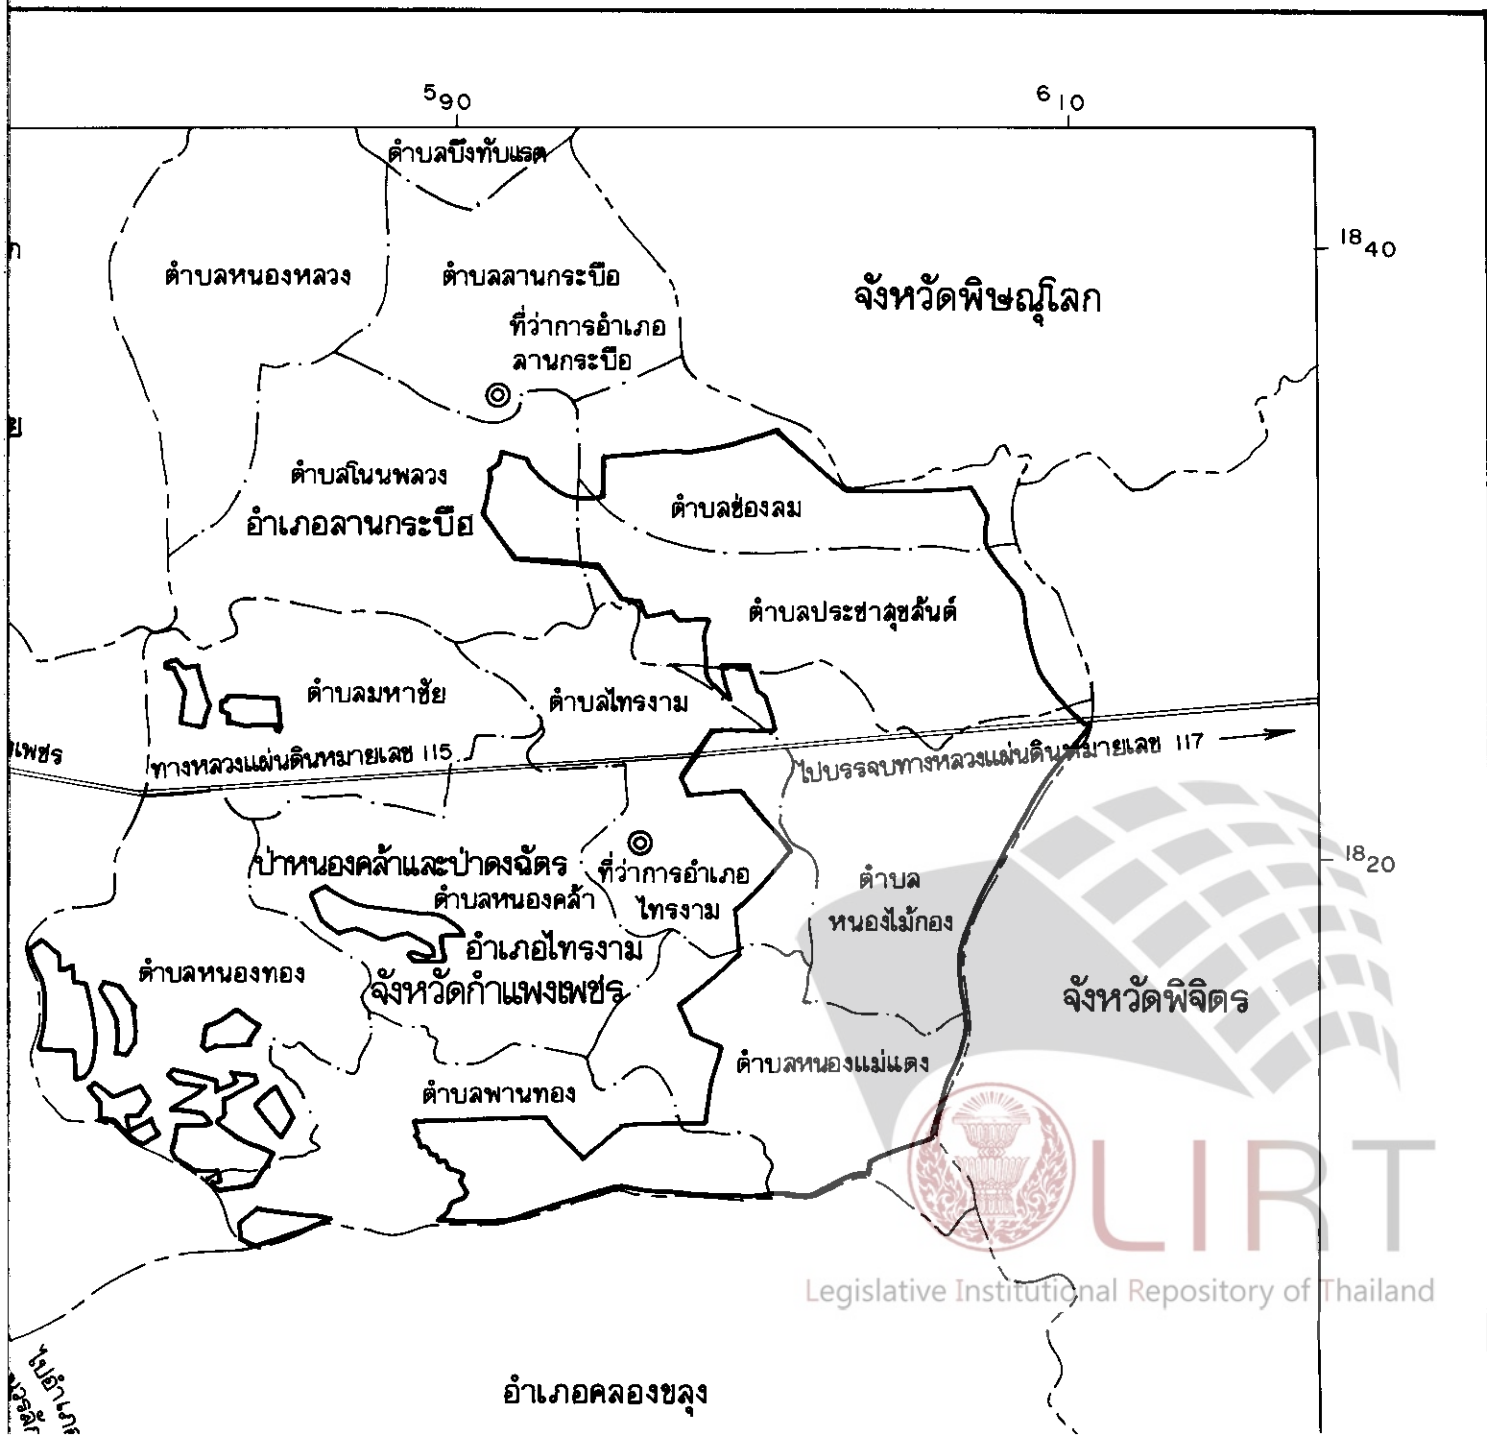 590
610
ตำบลบึงทับแรต
1840
ตำบลหนองหลวง
ตำบลลานกระบือ
จังหวัดพิษณุโลก
ที่ว่าการอำเภอ
ลานกระบือ
ตำบลโนนพลวง
อำเภอลานกระบือ
ตำบลช่องลม
ตำบลประชาสุขสันต์
ตำบลมหาชัย
ตำบลไทรงาม
เพชร
ทางหลวงแผ่นดินหมายเลข 115
ไปบรรจบทางหลวงแผ่นดินหมายเลข 117
ป่าหนองคล้าและป่าดงฉัตร
ที่ว่าการอำเภอ
ไทรงาม
ตำบล
หนองไม้กอง
1820
ตำบลหนองคล้า
อำเภอไทรงาม
ตำบลหนองทอง
จังหวัดกำแพงเพชร
จังหวัดพิจิตร
ตำบลหนองแม่แตง
ตำบลพานทอง
LIRT
Legislative Institutional Repository of Thailand
ไปอำเภอ
อำเภอคลองขลุง